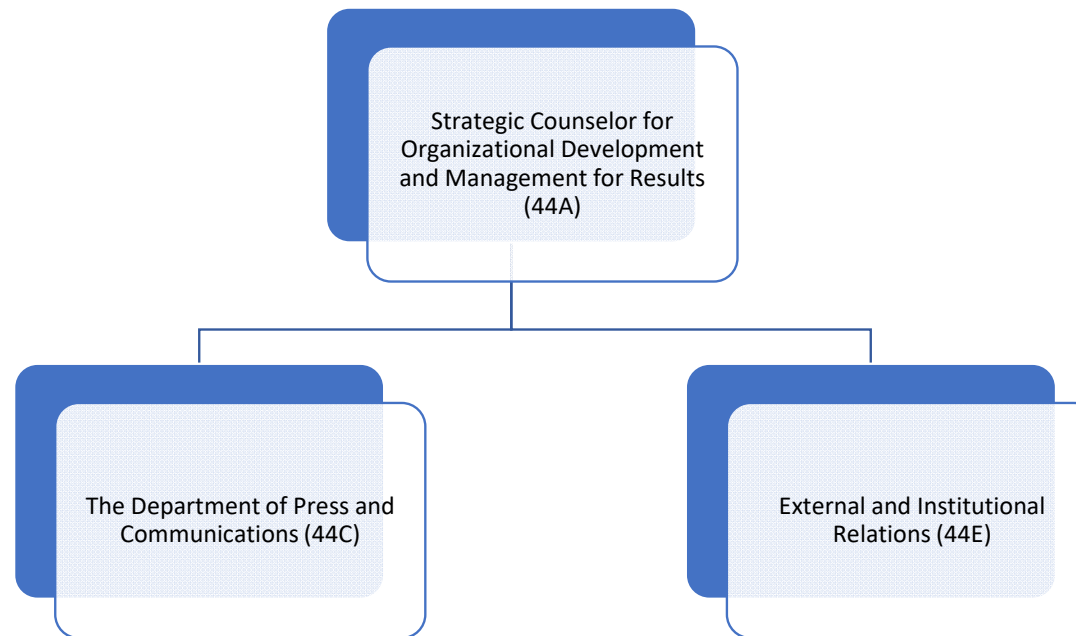 Strategic Counselor for
Organizational Development
and Management for Results
(44A)
The Department of Press and
Communications (44C)
External and Institutional
Relations (44E)